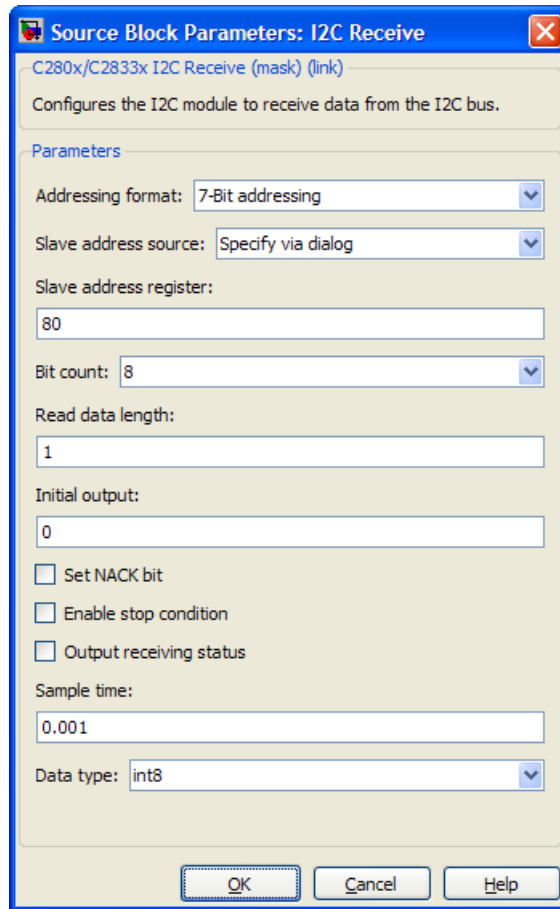 Source Block Parameters: I2C Receive
C280x/C2833x I2C Receive (mask) (link)
Configures the I2C module to receive data from the I2C bus.
Parameters
Addressing format: 7-Bit addressing
Slave address source: Specify via dialog
Slave address register:
80
Bit count: 8
Read data length:
1
Initial output:
0
Set NACK bit
Enable stop condition
Output receiving status
Sample time:
0.001
Data type: int8
OK Cancel Help